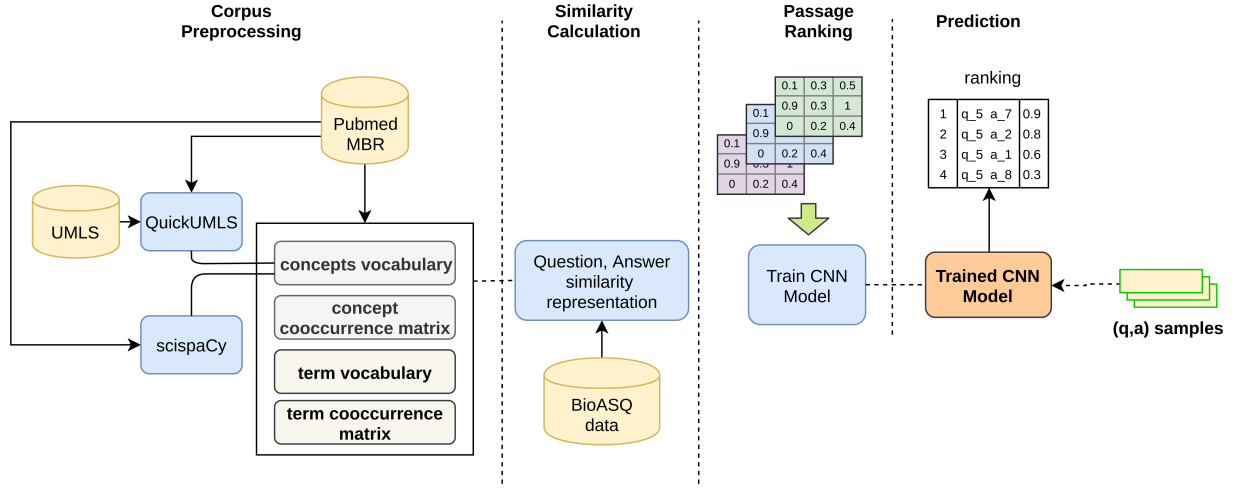 Corpus
Preprocessing
Similarity
Calculation
Passage
Ranking
Prediction
Pubmed
MBR
UMLS
QuickUMLS
scispaCy
concepts vocabulary
concept
cooccurrence matrix
term vocabulary
term cooccurrence
matrix
Question, Answer
similarity
representation
BioASQ
data
0.1 0.3 0.5
0.9 0.3 1
0 0.2 0.4
0.1
0.9
0 0.2 0.4
0.1
0.9 0.3 1
0 0.2 0.4
Train CNN
Model
ranking
1 q_5 a_7 0.9
2 q_5 a_2 0.8
3 q_5 a_1 0.6
4 q_5 a_8 0.3
Trained CNN
Model
(q,a) samples